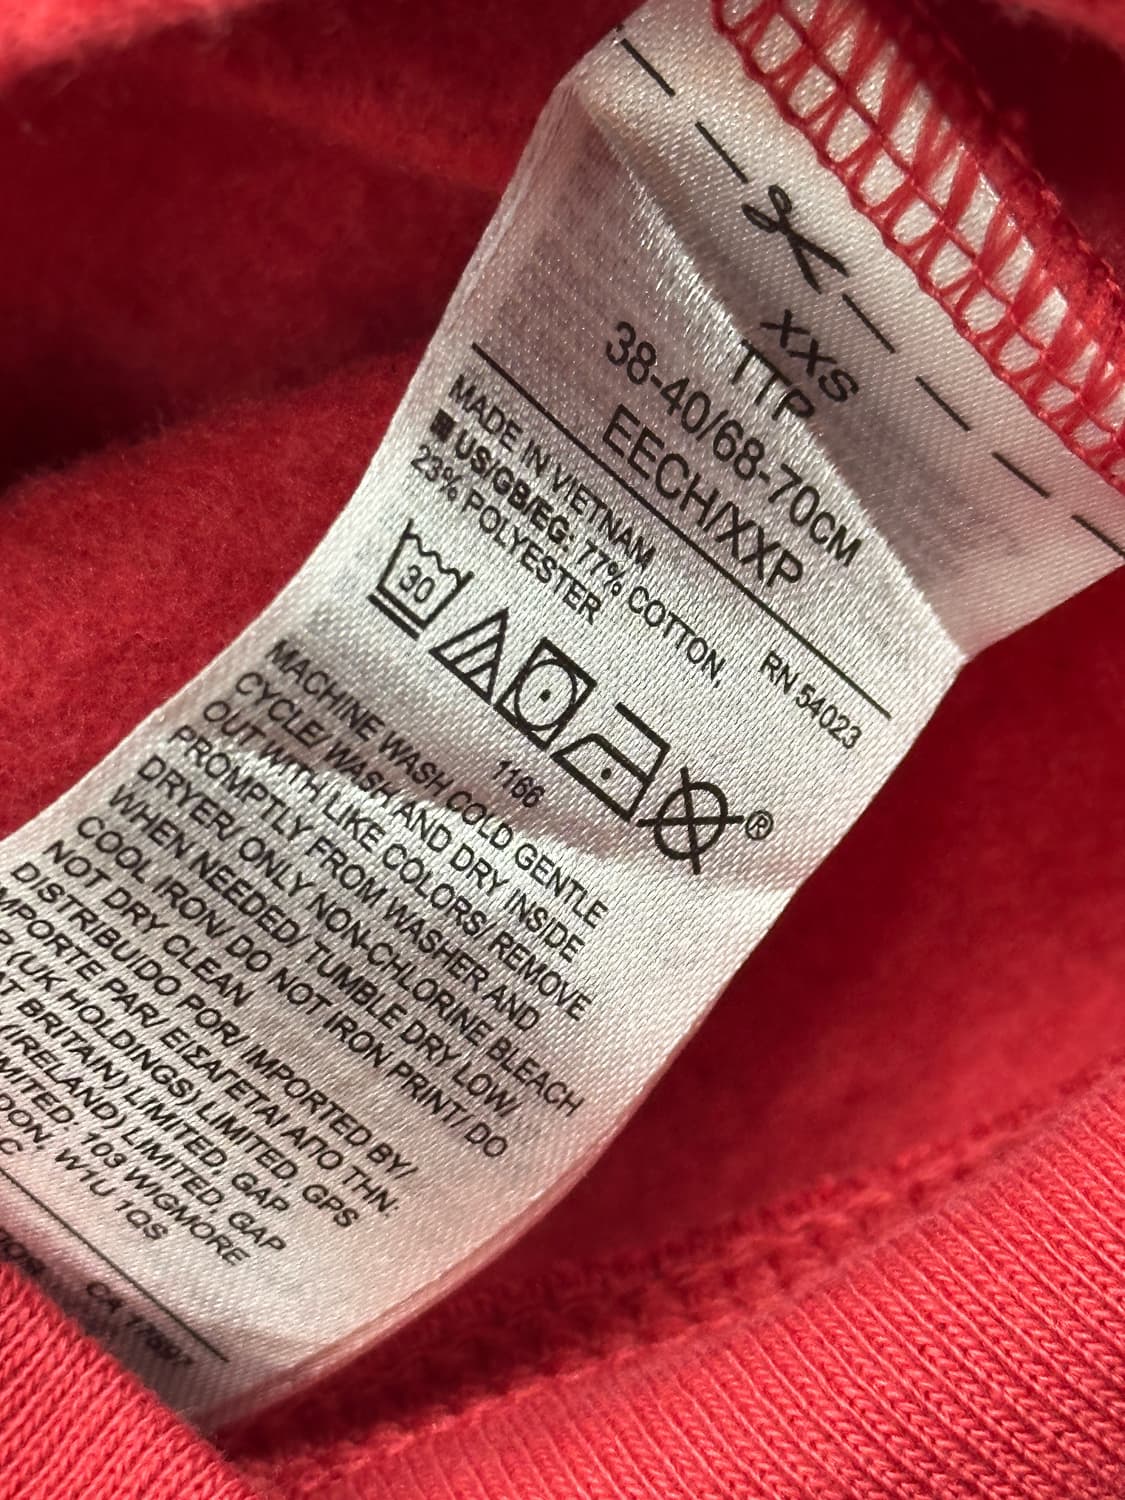 XXS
TTP
38-40/68-70CM
EECH/XXP
MADE IN VIETNAM RN 54023
US/GB/EG: 77% COTTON,
23% POLYESTER
30
®
1166
MACHINE WASH COLD GENTLE
CYCLE/ WASH AND DRY INSIDE
OUT WITH LIKE COLORS/ REMOVE
PROMPTLY FROM WASHER AND
DRYER/ ONLY NON-CHLORINE BLEACH
WHEN NEEDED/ TUMBLE DRY LOW/
COOL IRON/ DO NOT IRON PRINT/ DO
NOT DRY CLEAN
DISTRIBUIDO POR/ IMPORTED BY/
IMPORTE PAR/ ΕΙΣΑΓΕΤΑΙ ΑΠΟ ΤΗΝ:
(UK HOLDINGS) LIMITED, GPS
BRITAIN) LIMITED, GAP
(IRELAND) LIMITED, GAP
103 WIGMORE
W1U 1QS
CA